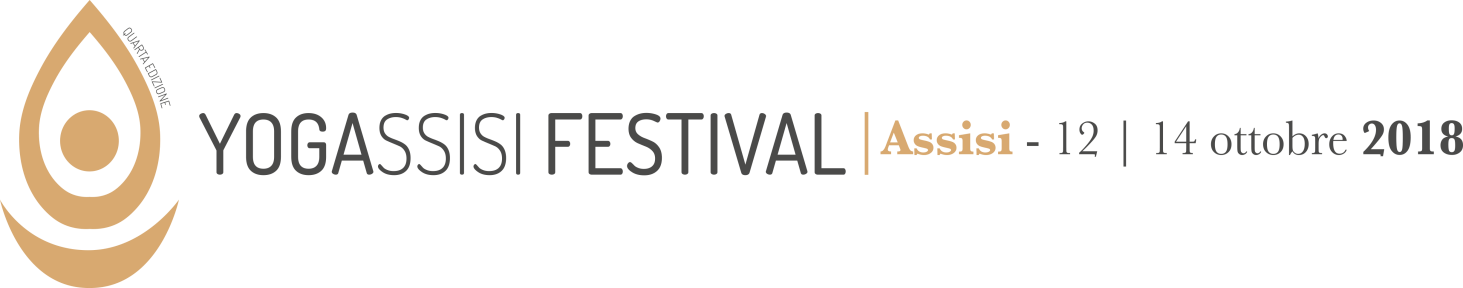 QUARTA EDIZIONE
YOGASSISI FESTIVAL | Assisi - 12 | 14 ottobre 2018